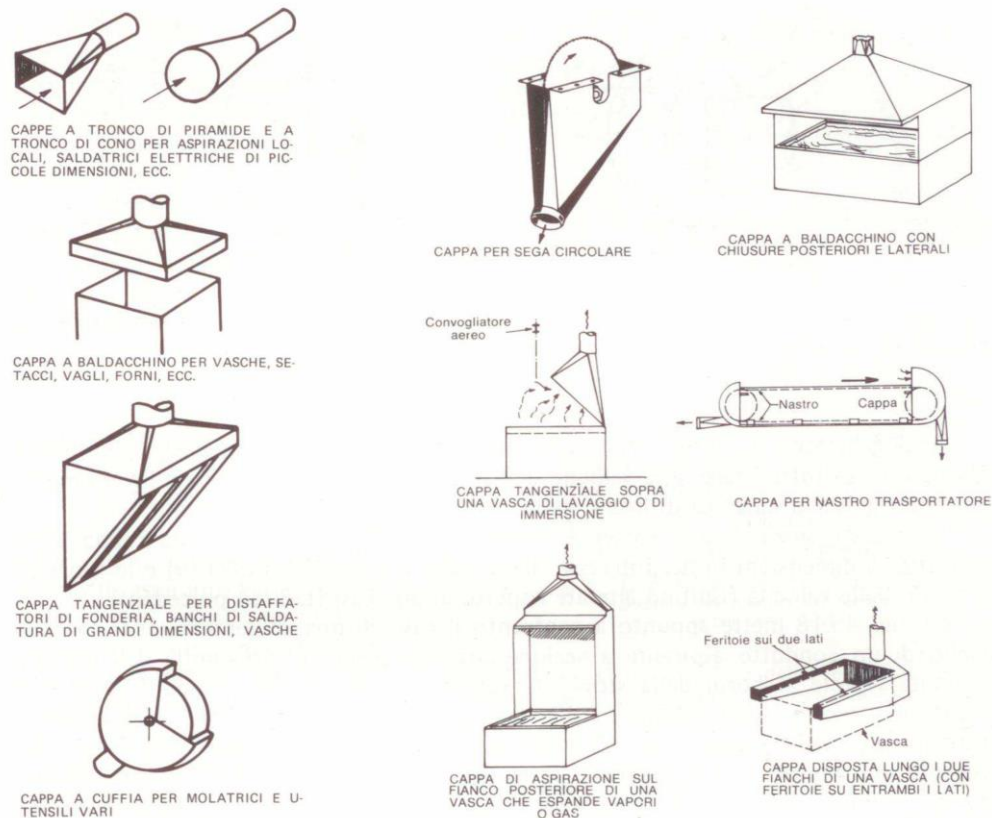 CAPPE A TRONCO DI PIRAMIDE E A
TRONCO DI CONO PER ASPIRAZIONI LO-
CALI, SALDATRICI ELETTRICHE DI PIC-
COLE DIMENSIONI, ECC.
CAPPA A BALDACCHINO PER VASCHE, SE-
TACCI, VAGLI, FORNI, ECC.
CAPPA TANGENZIALE PER DISTAFFA-
TORI DI FONDERIA, BANCHI DI SALDA-
TURA DI GRANDI DIMENSIONI, VASCHE
CAPPA A CUFFIA PER MOLATRICI E U-
TENSILI VARI
CAPPA PER SEGA CIRCOLARE
CAPPA A BALDACCHINO CON
CHIUSURE POSTERIORI E LATERALI
Convogliatore
aereo
CAPPA TANGENZIALE SOPRA
UNA VASCA DI LAVAGGIO O DI
IMMERSIONE
Nastro
Cappa
CAPPA PER NASTRO TRASPORTATORE
CAPPA DI ASPIRAZIONE SUL
FIANCO POSTERIORE DI UNA
VASCA CHE ESPANDE VAPORI
O GAS
Feritoie sui due lati
Vasca
CAPPA DISPOSTA LUNGO I DUE
FIANCHI DI UNA VASCA (CON
FERITOIE SU ENTRAMBI I LATI)